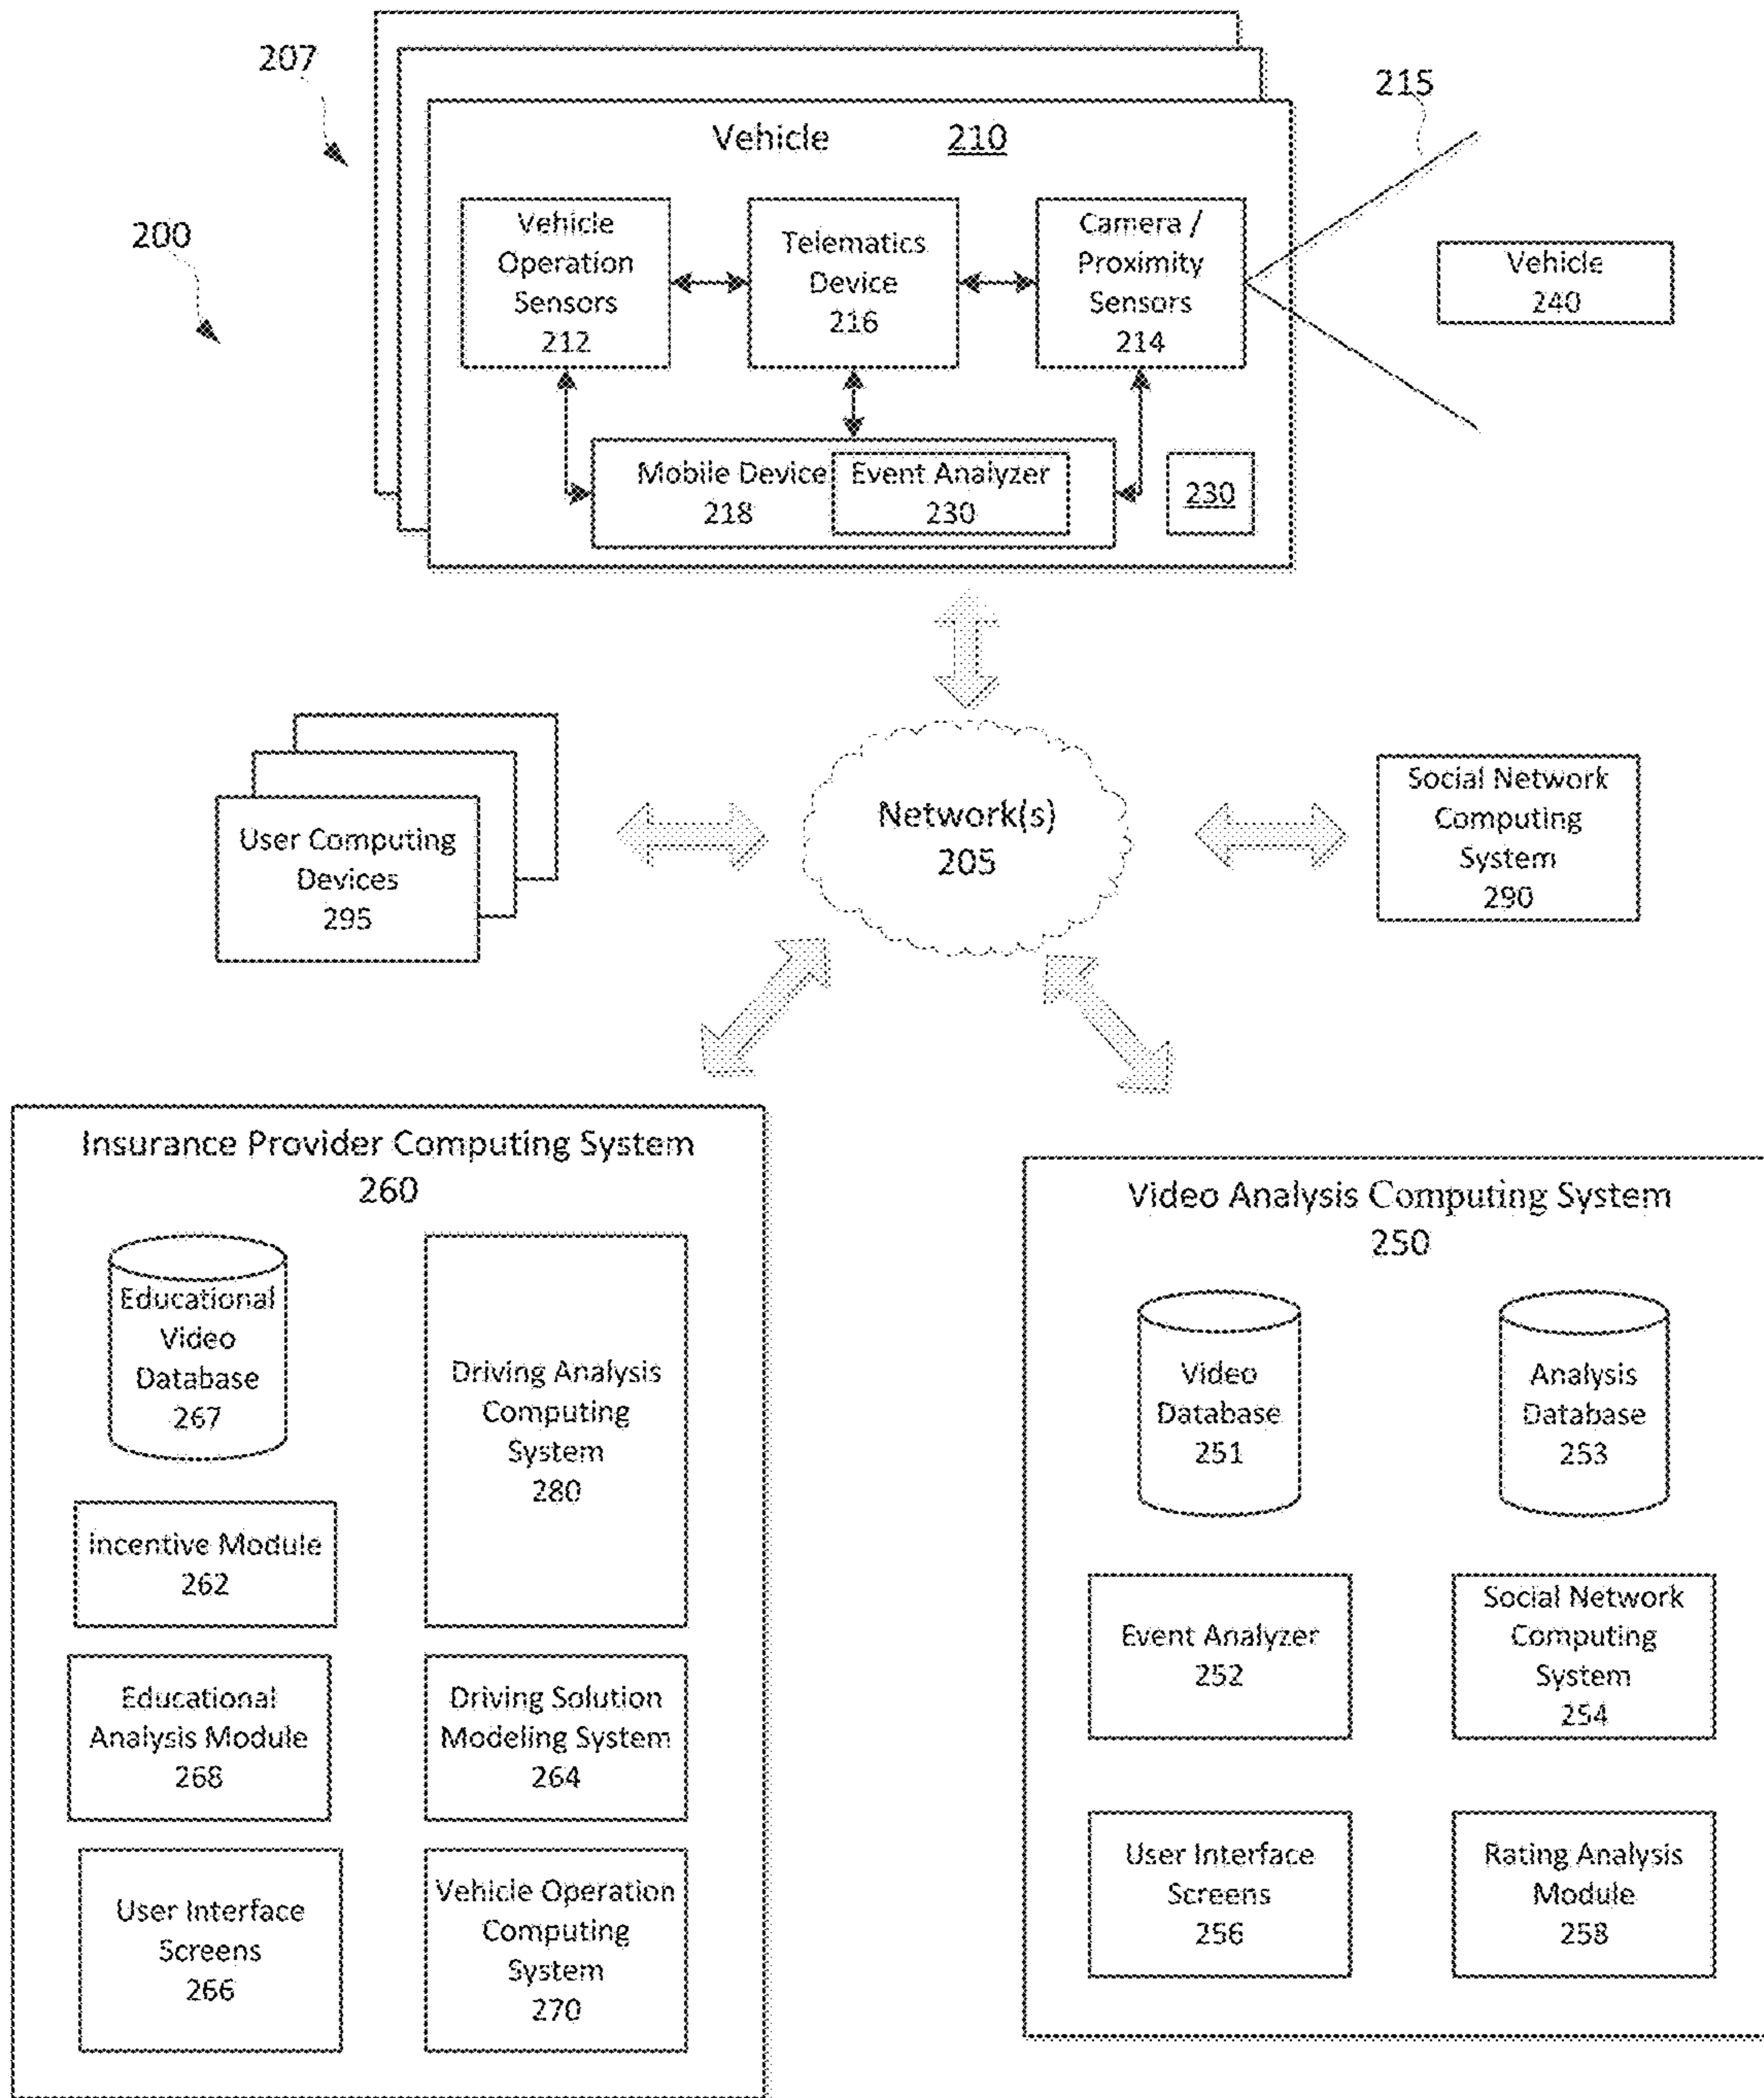 207
215
Vehicle 210
200
Vehicle
Operation
Sensors
212
Telematics
Device
216
Camera /
Proximity
Sensors
214
Vehicle
240
Mobile Device
218
Event Analyzer
230
230
User Computing
Devices
295
Network(s)
205
Social Network
Computing
System
290
Insurance Provider Computing System
260
Educational
Video
Database
267
Driving Analysis
Computing
System
280
Incentive Module
262
Educational
Analysis Module
268
Driving Solution
Modeling System
264
User Interface
Screens
266
Vehicle Operation
Computing
System
270
Video Analysis Computing System
250
Video
Database
251
Analysis
Database
253
Event Analyzer
252
Social Network
Computing
System
254
User Interface
Screens
256
Rating Analysis
Module
258